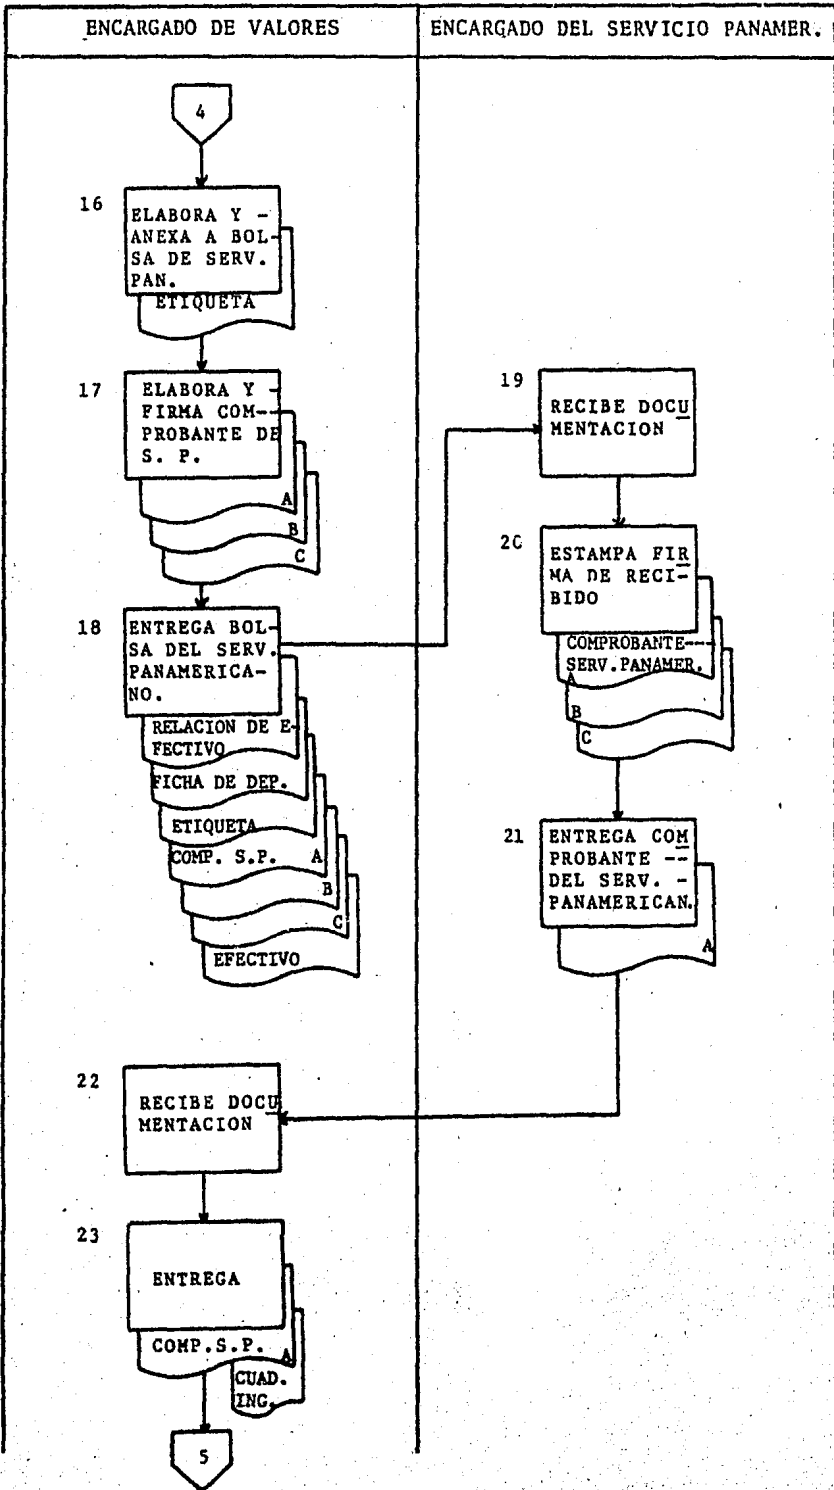 ENCARGADO DE VALORES
ENCARGADO DEL SERVICIO PANAMER.
4
16
ELABORA Y -
ANEXA A BOL-
SA DE SERV.
PAN.
ETIQUETA
17
ELABORA Y -
FIRMA COM--
PROBANTE DE
S. P.
A
B
C
18
ENTREGA BOL-
SA DEL SERV.
PANAMERICA-
NO.
RELACION DE E-
FECTIVO
FICHA DE DEP.
ETIQUETA
COMP. S.P. A
B
C
EFECTIVO
19
RECIBE DOCU
MENTACION
20
ESTAMPA FIR
MA DE RECI-
BIDO
COMPROBANTE---
SERV.PANAMER.
A
B
C
21
ENTREGA COM
PROBANTE --
DEL SERV. -
PANAMERICAN.
A
22
RECIBE DOCU
MENTACION
23
ENTREGA
COMP.S.P. A
CUAD.
ING.
5